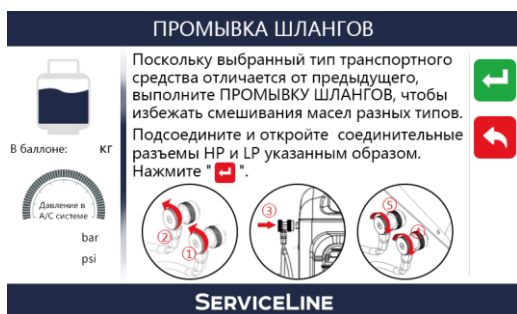 ПРОМЫВКА ШЛАНГОВ
Поскольку выбранный тип транспортного
средства отличается от предыдущего,
выполните ПРОМЫВКУ ШЛАНГОВ, чтобы
избежать смешивания масел разных типов.
Подсоедините и откройте соединительные
разъемы HP и LP указанным образом.
Нажмите " ".
В баллоне: кг
Давление в
A/C системе
bar
psi
② ①
③
⑤
SERVICELINE